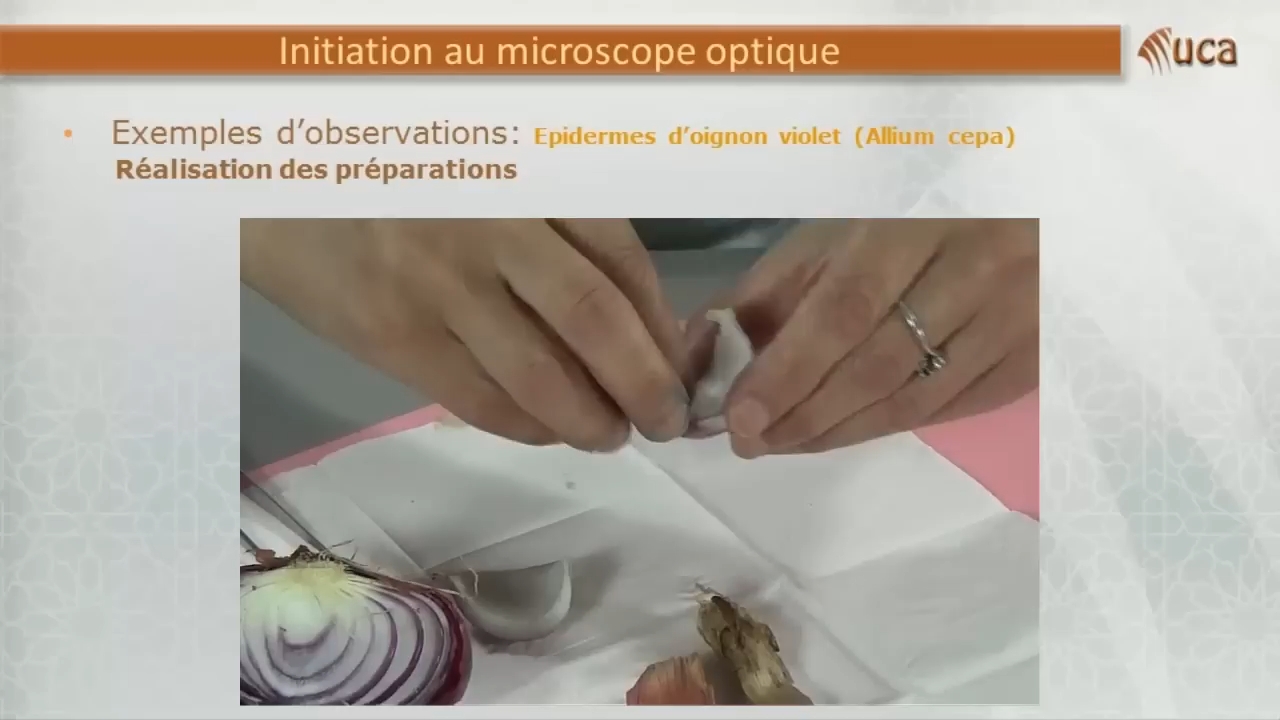 Initiation au microscope optique
uca
• Exemples d’observations: Epidermes d’oignon violet (Allium cepa)
Réalisation des préparations